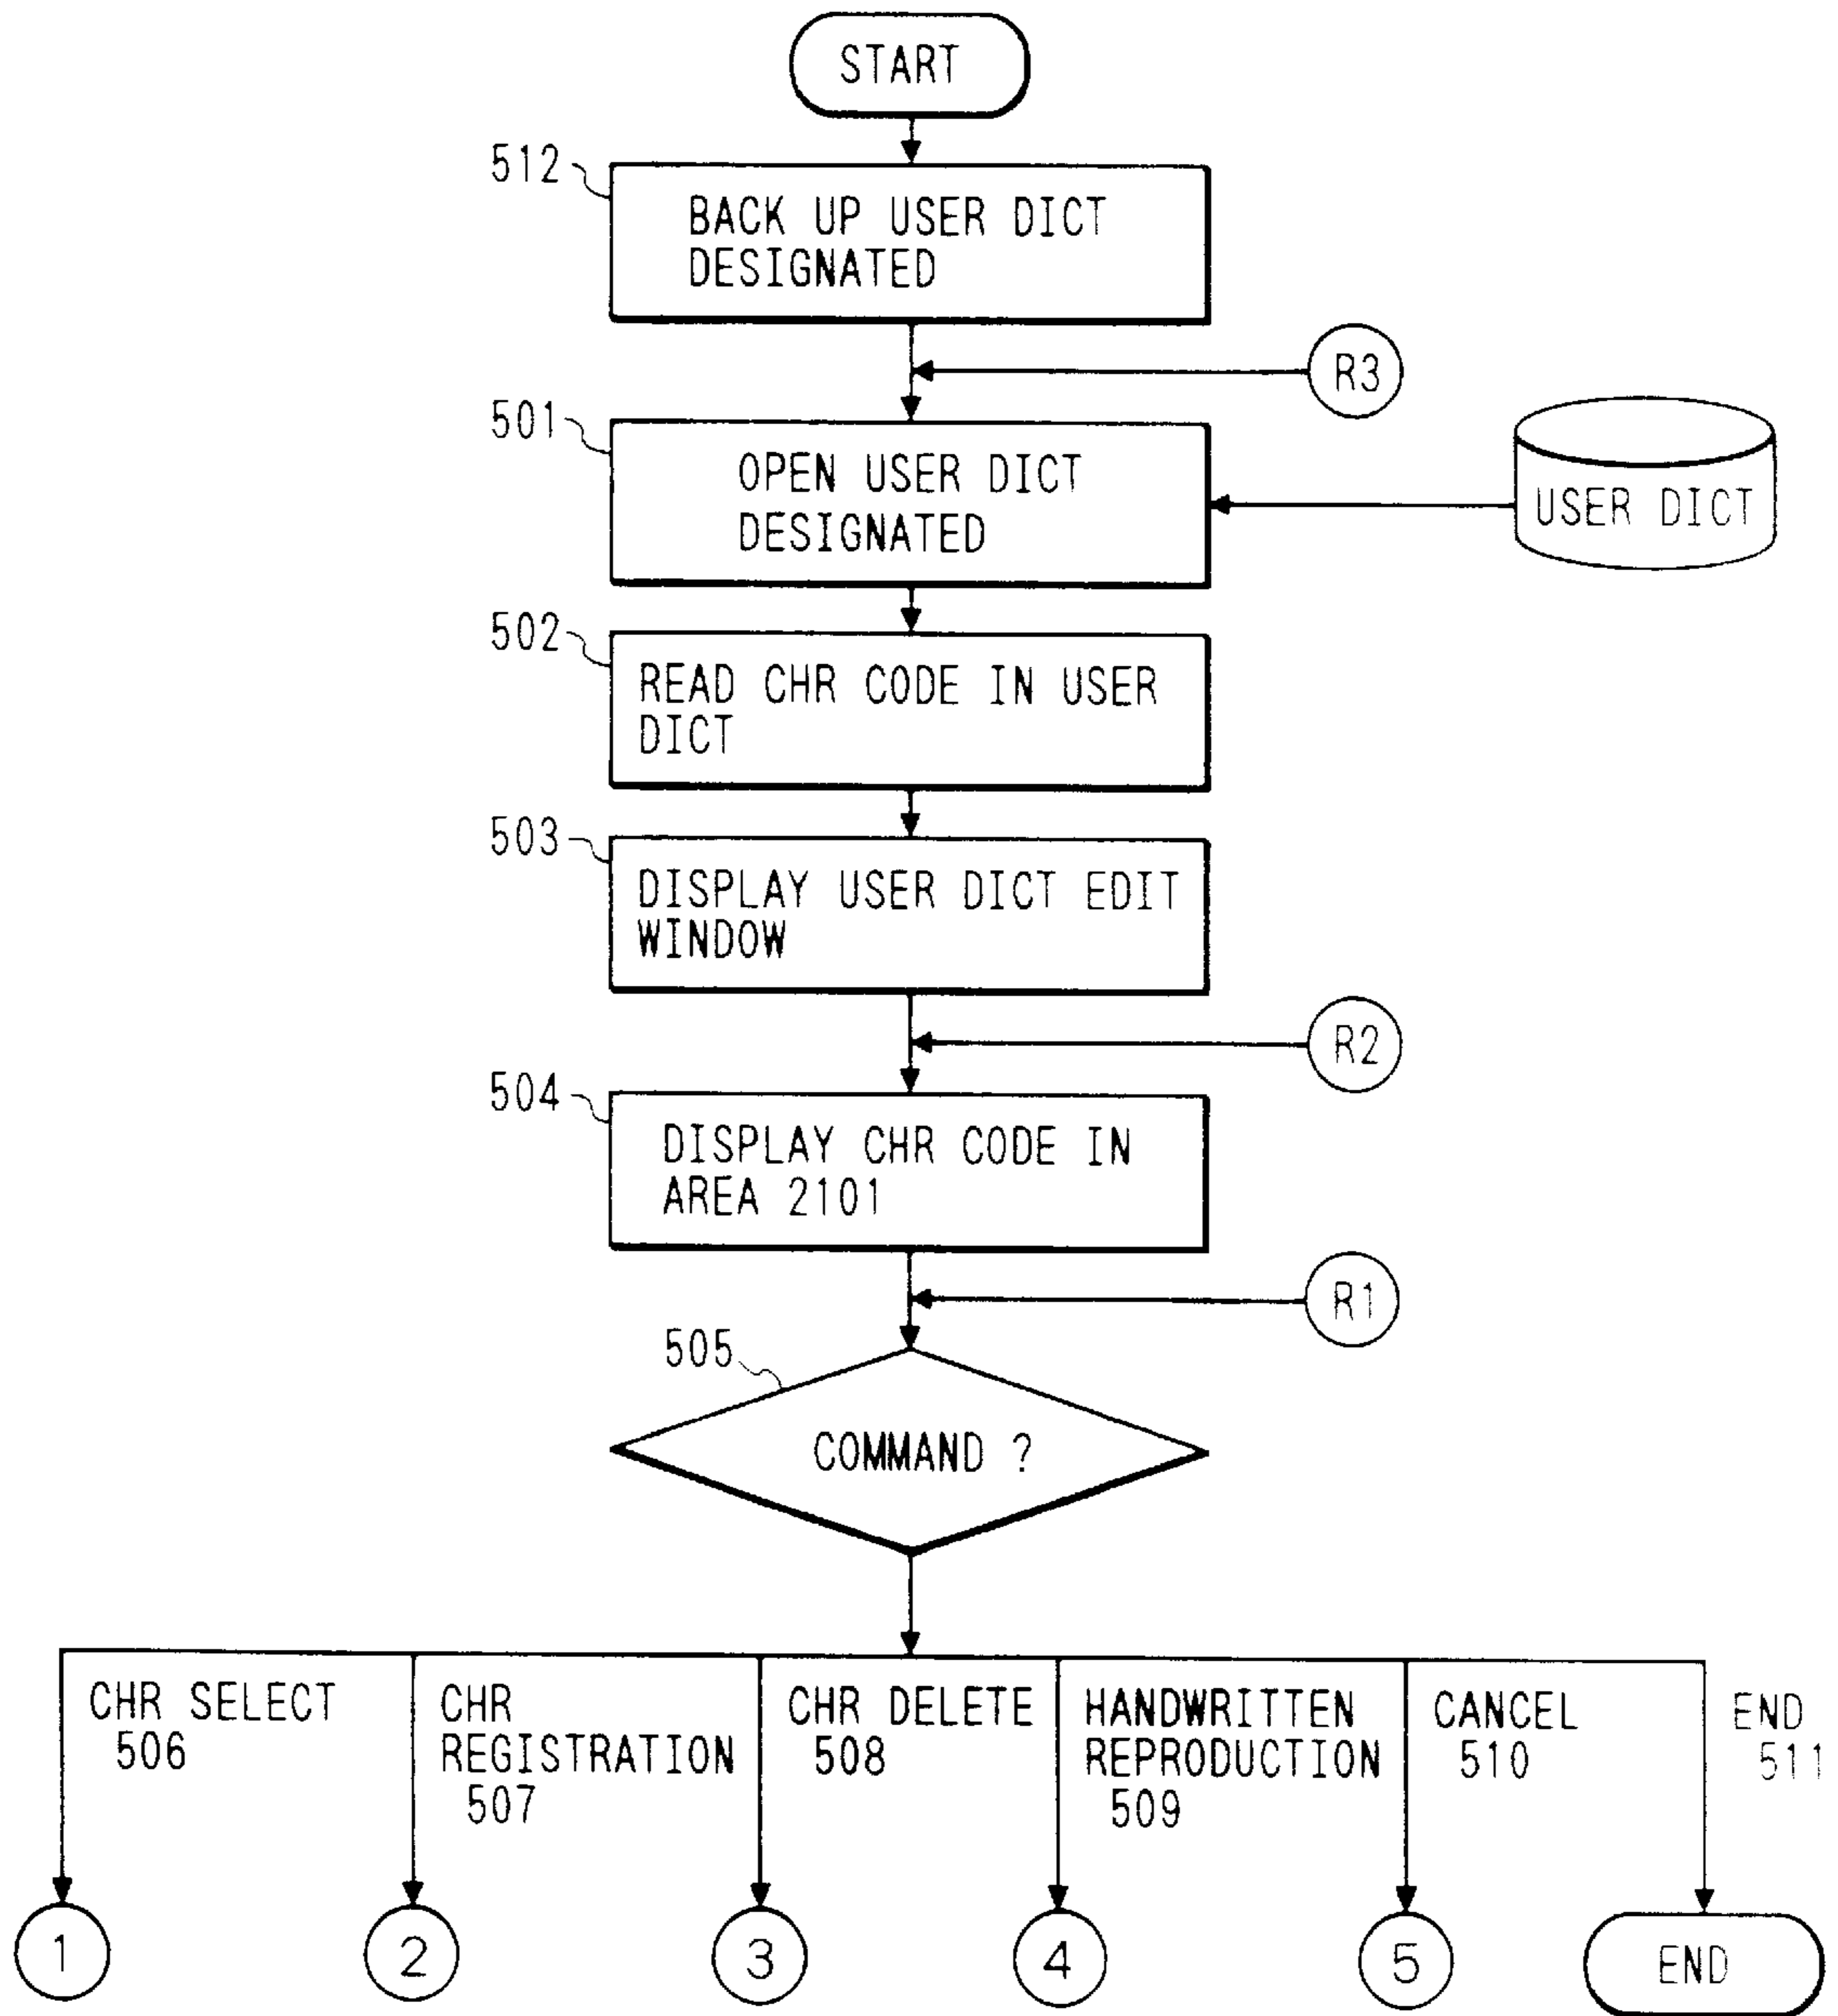 START
512
BACK UP USER DICT
DESIGNATED
R3
501
OPEN USER DICT
DESIGNATED
USER DICT
502
READ CHR CODE IN USER
DICT
503
DISPLAY USER DICT EDIT
WINDOW
R2
504
DISPLAY CHR CODE IN
AREA 2101
R1
505
COMMAND ?
CHR SELECT
506
CHR
REGISTRATION
507
CHR DELETE
508
HANDWRITTEN
REPRODUCTION
509
CANCEL
510
END
511
1
2
3
4
5
END